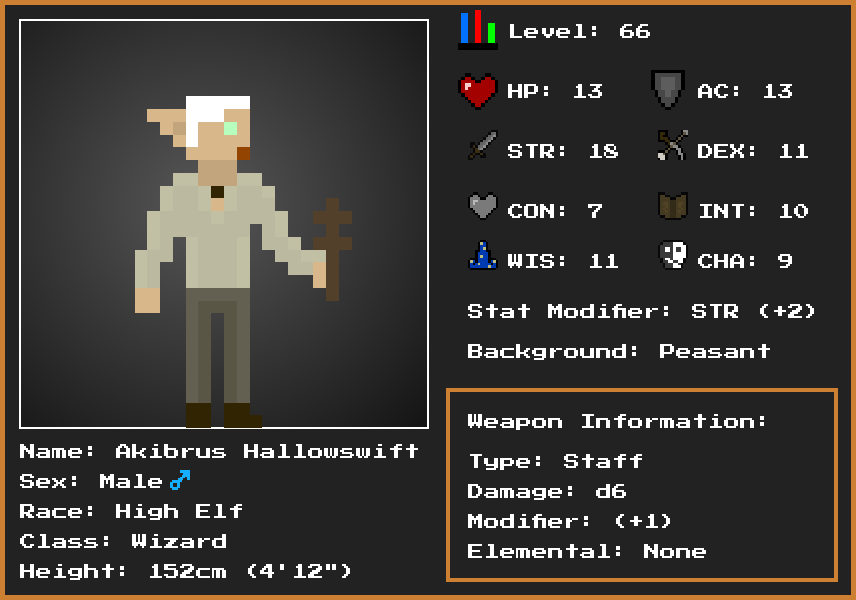 Level: 66
HP: 13
AC: 13
STR: 18
DEX: 11
CON: 7
INT: 10
WIS: 11
CHA: 9
Stat Modifier: STR (+2)
Background: Peasant
Weapon Information:
Type: Staff
Damage: d6
Modifier: (+1)
Elemental: None
Name: Akibrus Hallowswift
Sex: Male ♂
Race: High Elf
Class: Wizard
Height: 152cm (4'12")